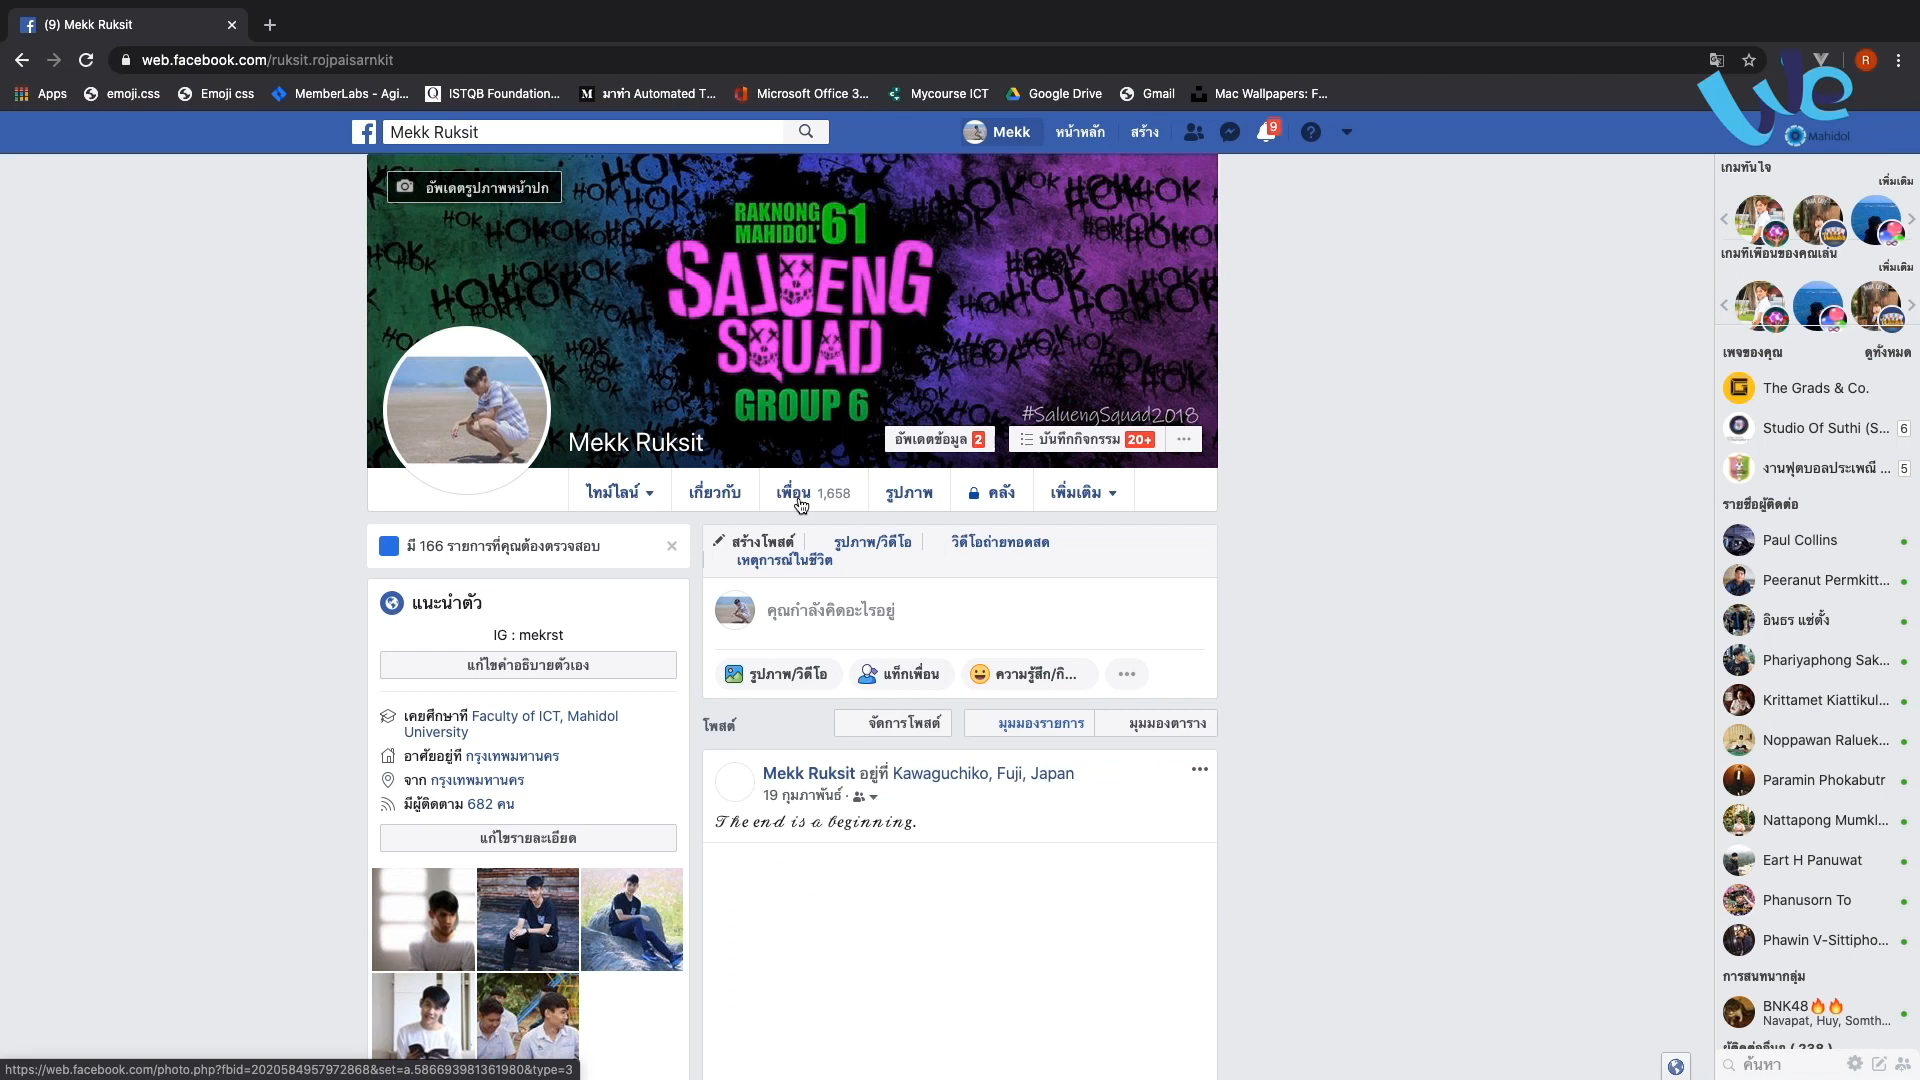 (9) Mekk Ruksit
web.facebook.com/ruksit.rojpaisarnkit
R
Apps
emoji.css
Emoji css
MemberLabs - Agi...
ISTQB Foundation...
มาทำ Automated T...
Microsoft Office 3...
Mycourse ICT
Google Drive
Gmail
Mac Wallpapers: F...
We
Mahidol
Mekk Ruksit
Mekk
หน้าหลัก
สร้าง
9
อัพเดตรูปภาพหน้าปก
RAKNONG
MAHIDOL'61
SALUENG
SQUAD
GROUP 6
#SaluengSquad2018
Mekk Ruksit
อัพเดตข้อมูล 2
บันทึกกิจกรรม 20+
ไทม์ไลน์
เกี่ยวกับ
เพื่อน 1,658
รูปภาพ
คลัง
เพิ่มเติม
มี 166 รายการที่คุณต้องตรวจสอบ
แนะนำตัว
IG : mekrst
แก้ไขคำอธิบายตัวเอง
เคยศึกษาที่ Faculty of ICT, Mahidol
University
อาศัยอยู่ที่ กรุงเทพมหานคร
จาก กรุงเทพมหานคร
มีผู้ติดตาม 682 คน
แก้ไขรายละเอียด
สร้างโพสต์
รูปภาพ/วิดีโอ
วิดีโอถ่ายทอดสด
เหตุการณ์ในชีวิต
คุณกำลังคิดอะไรอยู่
รูปภาพ/วิดีโอ
แท็กเพื่อน
ความรู้สึก/กิ...
โพสต์
จัดการโพสต์
มุมมองรายการ
มุมมองตาราง
Mekk Ruksit อยู่ที่ Kawaguchiko, Fuji, Japan
19 กุมภาพันธ์ ·
The end is a beginning.
เกมทันใจ
เพิ่มเติม
เกมที่เพื่อนของคุณเล่น
เพิ่มเติม
เพจของคุณ
ดูทั้งหมด
The Grads & Co.
Studio Of Suthi (S... 6
งานฟุตบอลประเพณี ... 5
รายชื่อผู้ติดต่อ
Paul Collins
Peeranut Permkitt...
อินธร แซ่ตั้ง
Phariyaphong Sak...
Krittamet Kiattikul...
Noppawan Raluek...
Paramin Phokabutr
Nattapong Mumkl...
Eart H Panuwat
Phanusorn To
Phawin V-Sittipho...
การสนทนากลุ่ม
BNK48🔥🔥
Navapat, Huy, Somth...
ผู้ติดต่ออื่นๆ (238)
ค้นหา
https://web.facebook.com/photo.php?fbid=2020584957972868&set=a.586693981361980&type=3